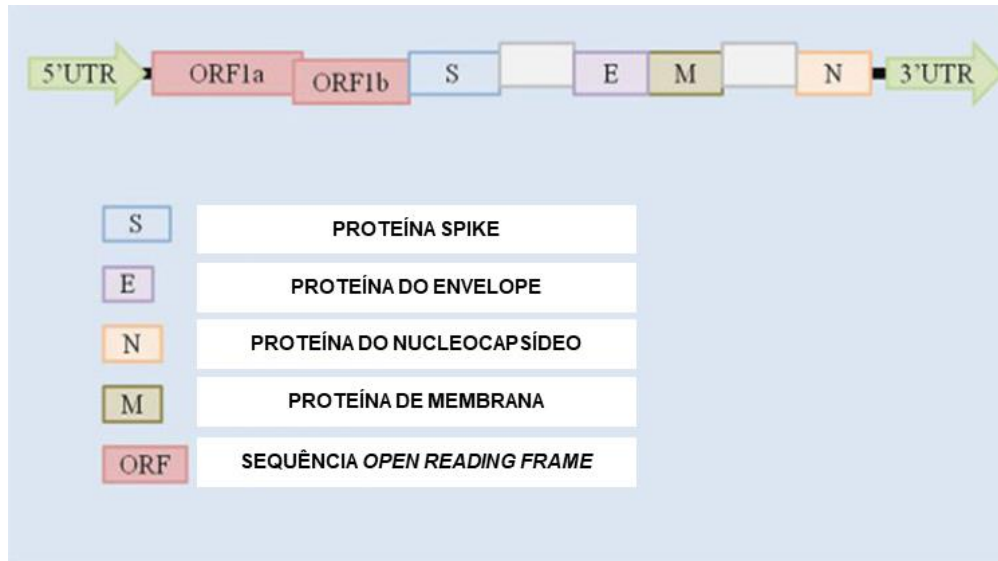 5'UTR ORF1a ORF1b S E M N 3'UTR
S PROTEÍNA SPIKE
E PROTEÍNA DO ENVELOPE
N PROTEÍNA DO NUCLEOCAPSÍDEO
M PROTEÍNA DE MEMBRANA
ORF SEQUÊNCIA OPEN READING FRAME